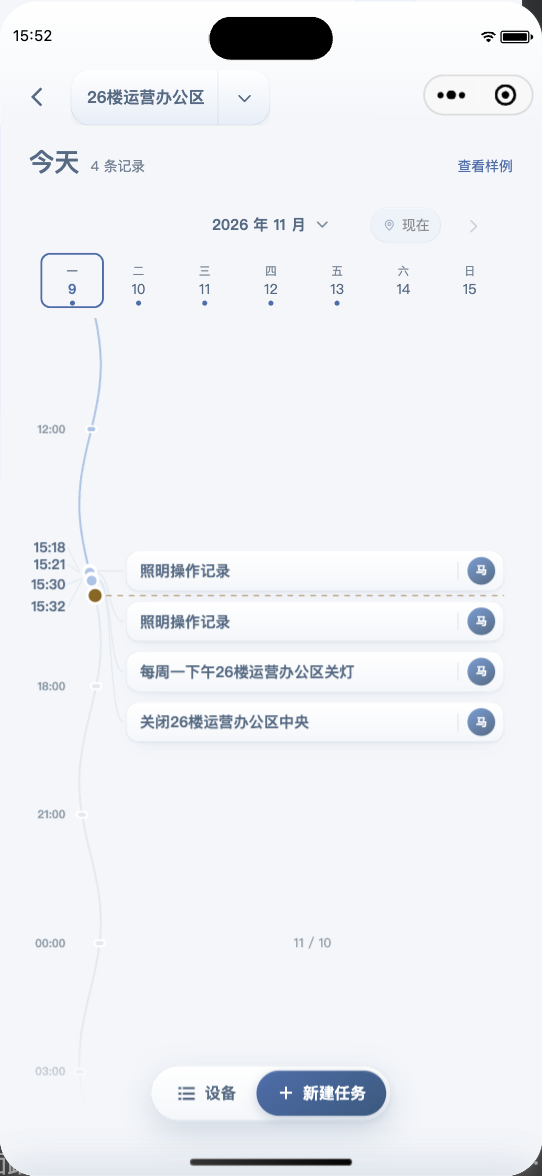 15:52
26楼运营办公区
今天 4 条记录 查看样例
2026 年 11 月 现在
一 二 三 四 五 六 日
9 10 11 12 13 14 15
12:00
15:18
15:21
15:30
15:32
照明操作记录 马
照明操作记录 马
每周一下午26楼运营办公区关灯 马
关闭26楼运营办公区中央 马
18:00
21:00
00:00 11 / 10
03:00
设备 新建任务